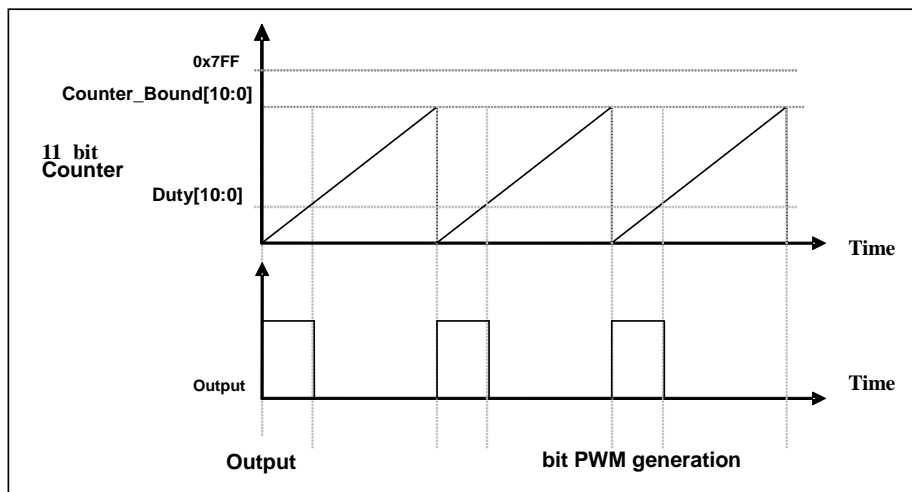 0x7FF
Counter_Bound[10:0]
11 bit
Counter
Duty[10:0]
Time
Output
Time
Output bit PWM generation